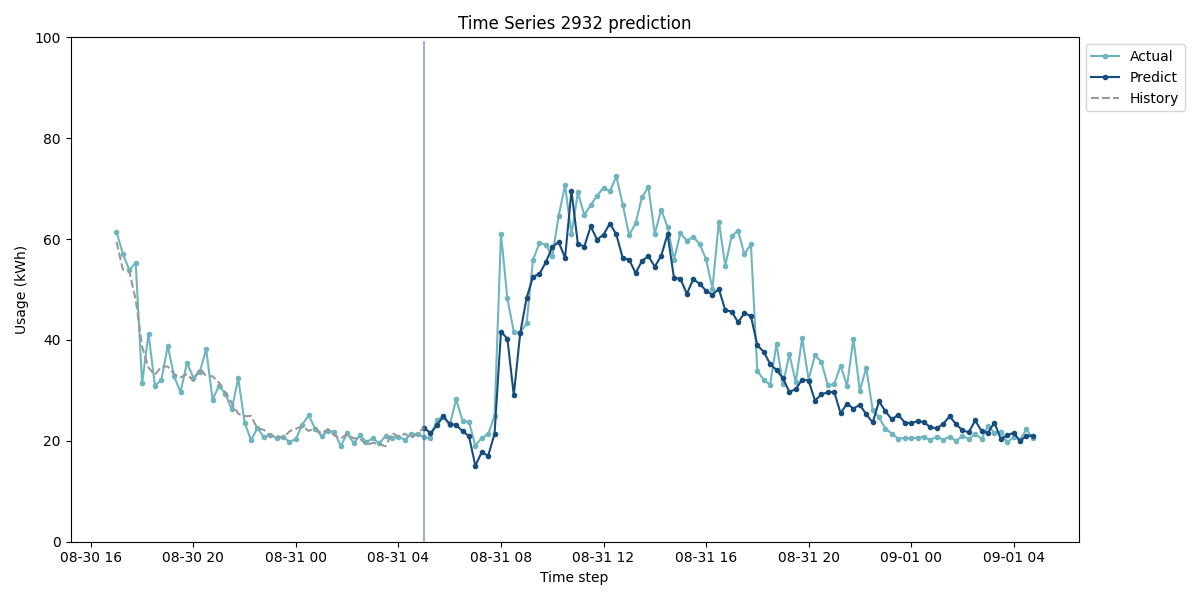 Time Series 2932 prediction
100
80
60
40
20
0
Usage (kWh)
08-30 16
08-30 20
08-31 00
08-31 04
08-31 08
08-31 12
08-31 16
08-31 20
09-01 00
09-01 04
Time step
Actual
Predict
History